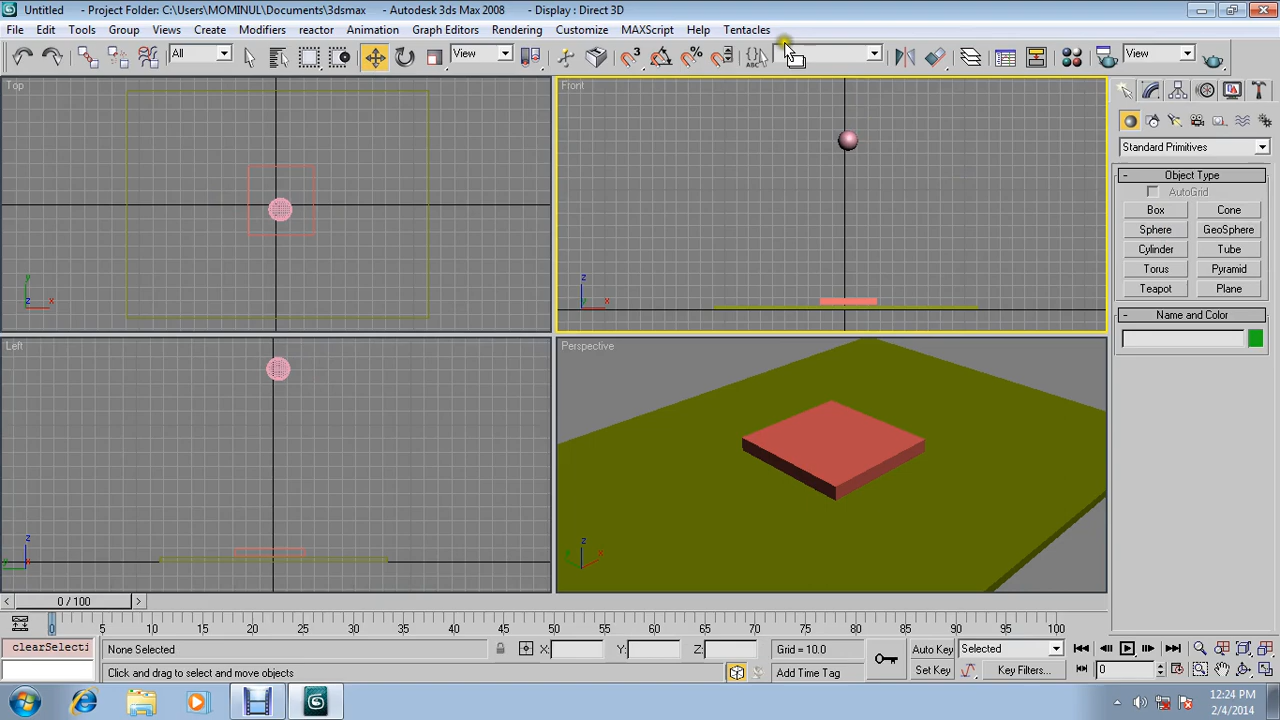 Untitled - Project Folder: C:\Users\MOMINUL\Documents\3dsmax - Autodesk 3ds Max 2008 - Display : Direct 3D
File Edit Tools Group Views Create Modifiers reactor Animation Graph Editors Rendering Customize MAXScript Help Tentacles
All View 3 % ABC View
Top Front
Left Perspective
Standard Primitives
- Object Type
AutoGrid
Box Cone
Sphere GeoSphere
Cylinder Tube
Torus Pyramid
Teapot Plane
- Name and Color
z y x
< 0 / 100 >
0 5 10 15 20 25 30 35 40 45 50 55 60 65 70 75 80 85 90 95 100
clearSelecti None Selected X: Y: Z: Grid = 10.0 Auto Key Selected
Click and drag to select and move objects Add Time Tag Set Key Key Filters... 0
12:24 PM
2/4/2014